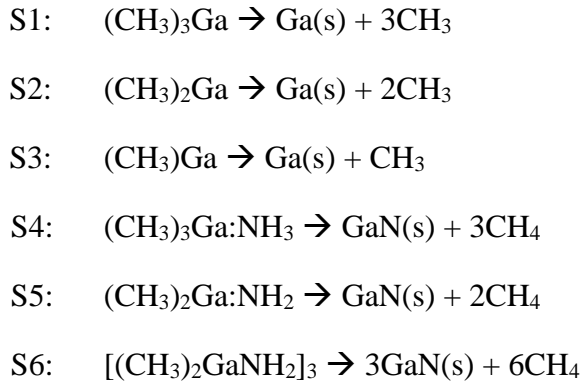 S1: (CH₃)₃Ga → Ga(s) + 3CH₃
S2: (CH₃)₂Ga → Ga(s) + 2CH₃
S3: (CH₃)Ga → Ga(s) + CH₃
S4: (CH₃)₃Ga:NH₃ → GaN(s) + 3CH₄
S5: (CH₃)₂Ga:NH₂ → GaN(s) + 2CH₄
S6: [(CH₃)₂GaNH₂]₃ → 3GaN(s) + 6CH₄